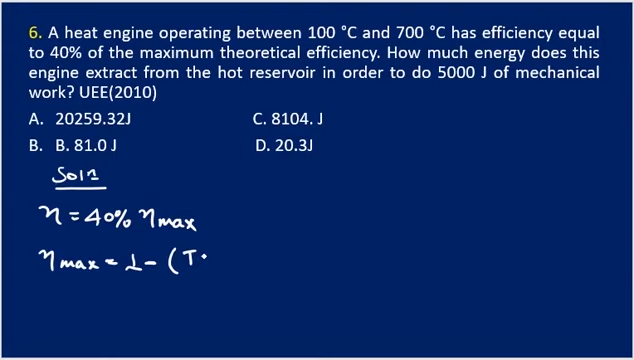 6. A heat engine operating between 100 °C and 700 °C has efficiency equal
to 40% of the maximum theoretical efficiency. How much energy does this
engine extract from the hot reservoir in order to do 5000 J of mechanical
work? UEE(2010)
A. 20259.32J C. 8104. J
B. B. 81.0 J D. 20.3J
Soln
η = 40% η max
η max = 1 - ( T